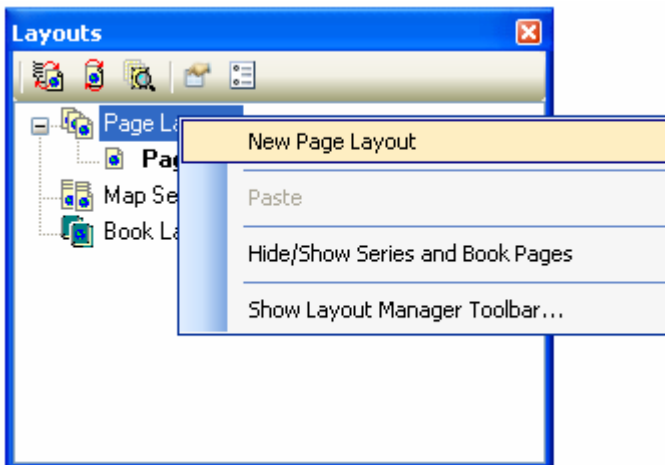 Layouts
Page La
New Page Layout
Pag
Map Se
Paste
Book La
Hide/Show Series and Book Pages
Show Layout Manager Toolbar...